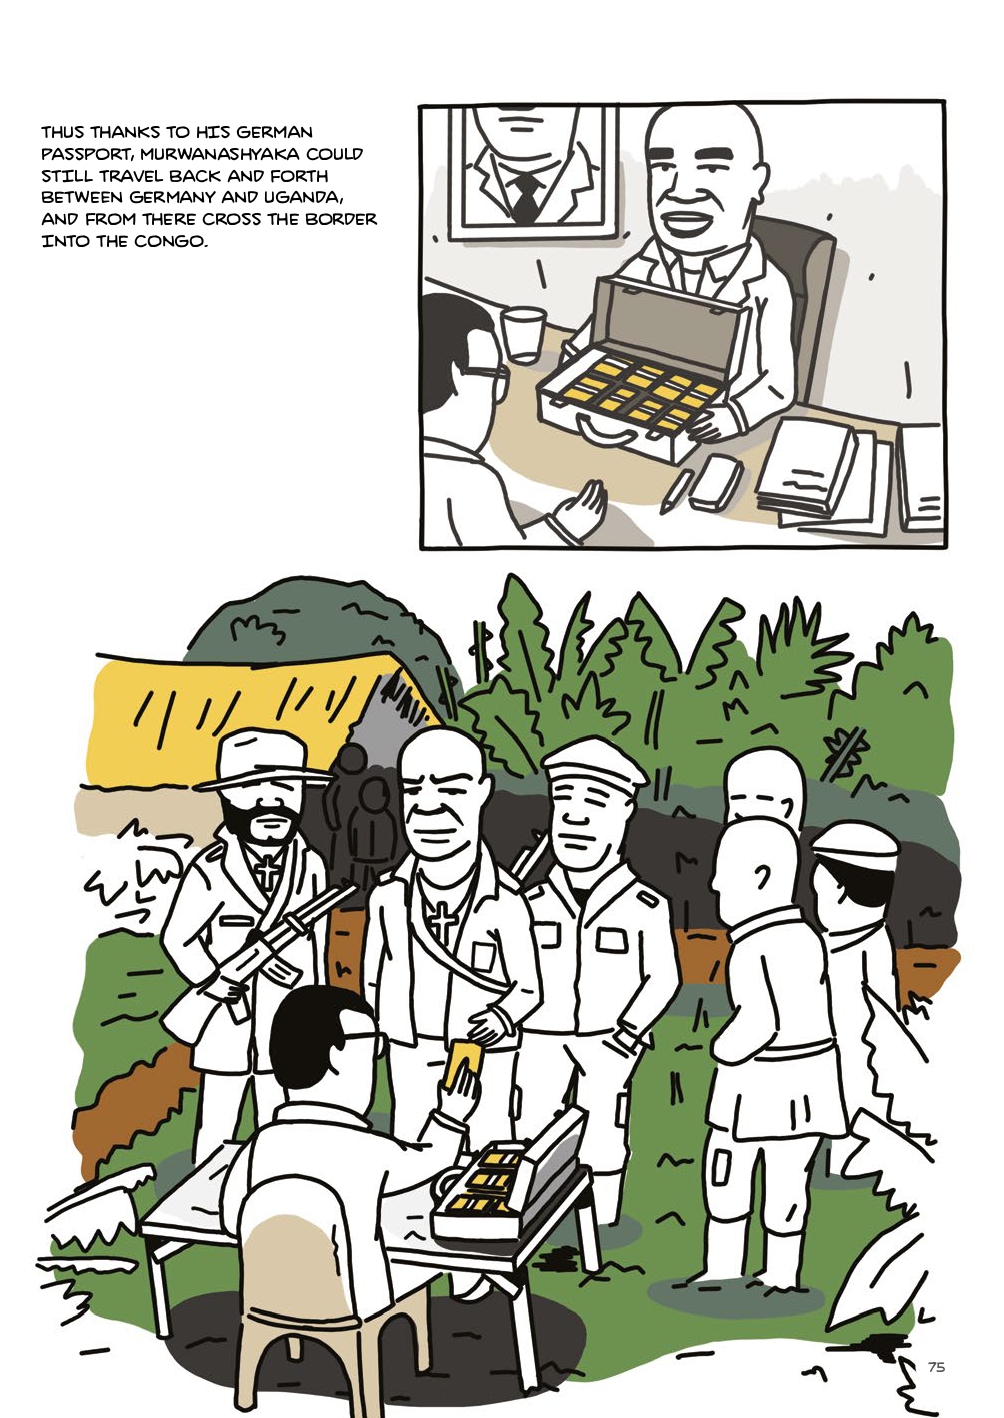 THUS THANKS TO HIS GERMAN
PASSPORT, MURWANASHYAKA COULD
STILL TRAVEL BACK AND FORTH
BETWEEN GERMANY AND UGANDA,
AND FROM THERE CROSS THE BORDER
INTO THE CONGO.
75